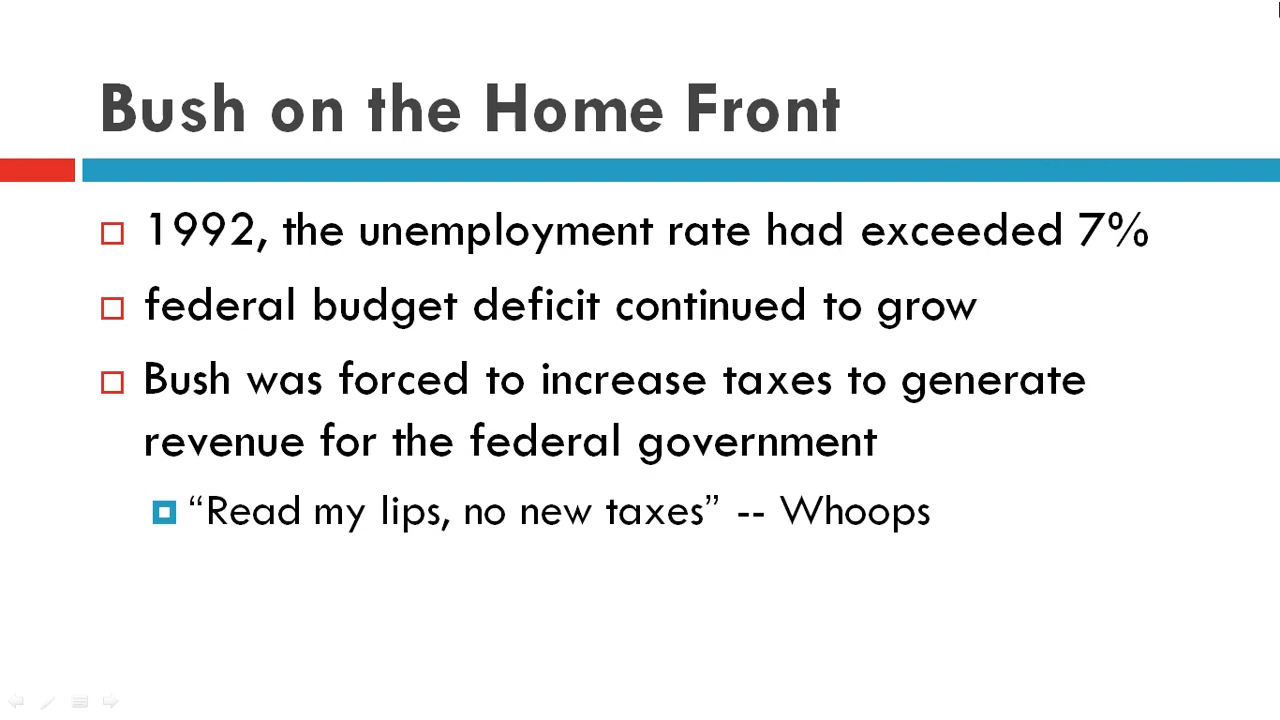 Bush on the Home Front
1992, the unemployment rate had exceeded 7%
federal budget deficit continued to grow
Bush was forced to increase taxes to generate
revenue for the federal government
“Read my lips, no new taxes” -- Whoops